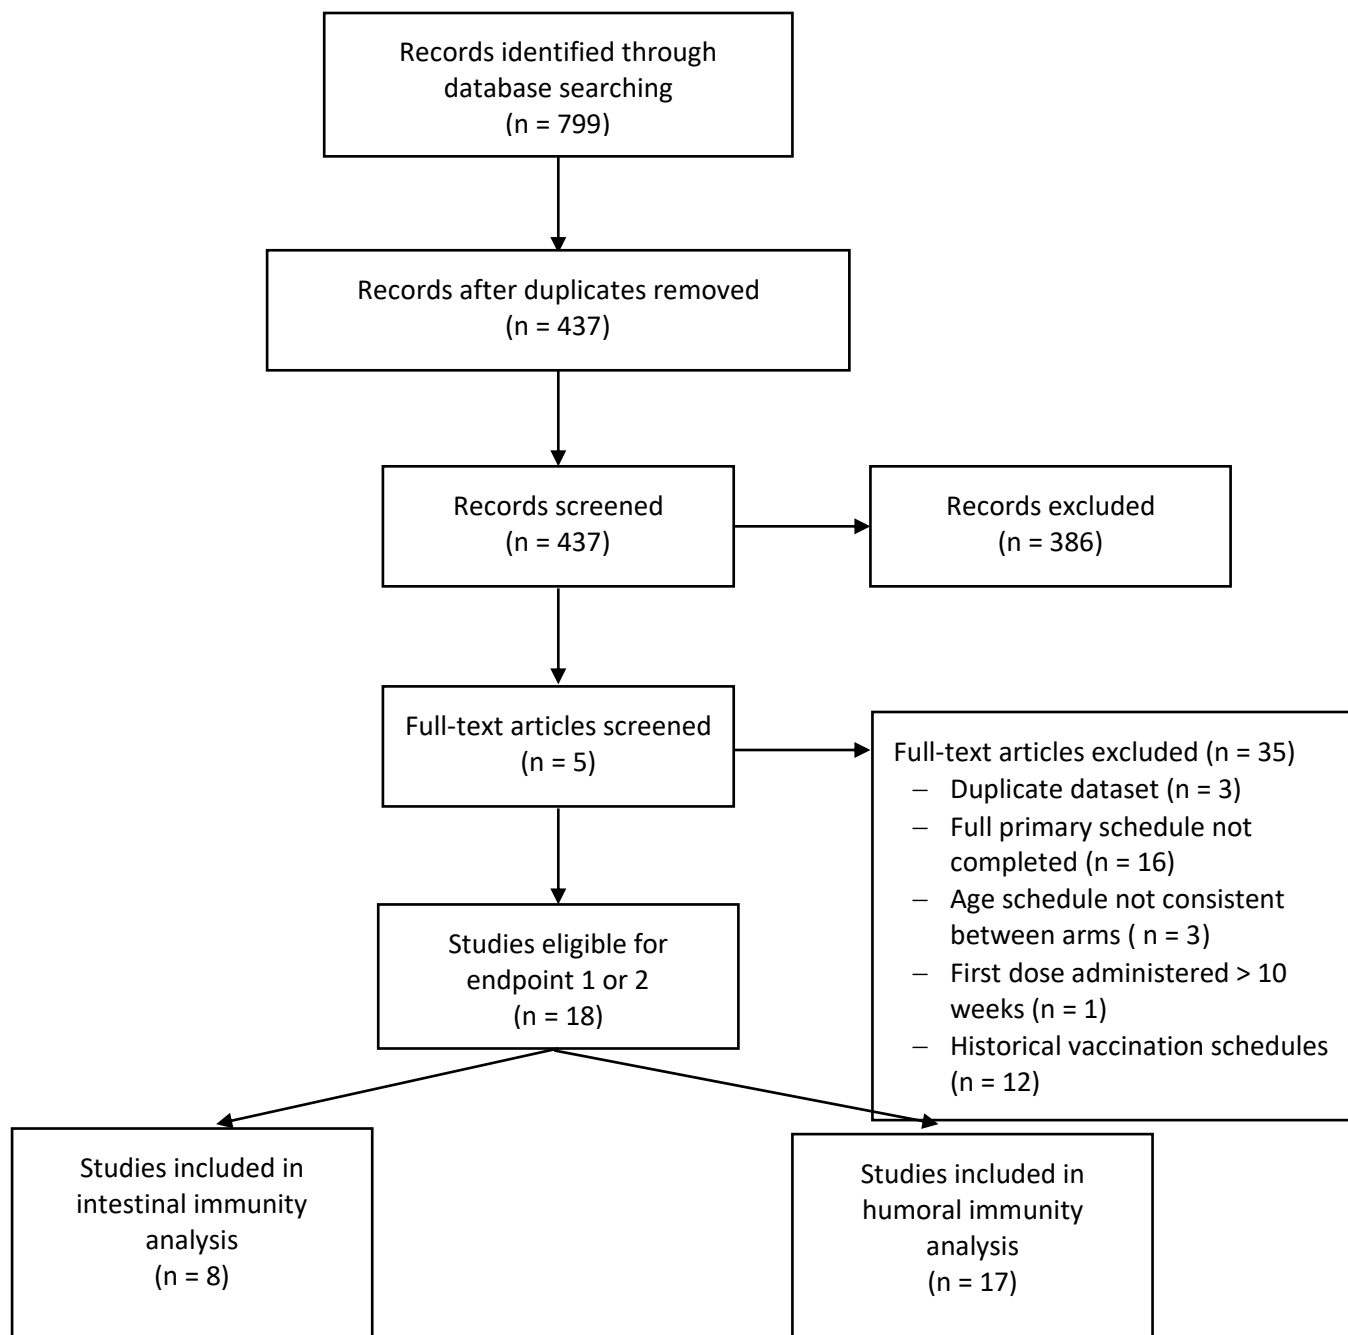 Records identified through
database searching
(n = 799)
Records after duplicates removed
(n = 437)
Records screened
(n = 437)
Records excluded
(n = 386)
Full-text articles screened
(n = 5)
Full-text articles excluded (n = 35)
– Duplicate dataset (n = 3)
– Full primary schedule not
completed (n = 16)
– Age schedule not consistent
between arms ( n = 3)
– First dose administered > 10
weeks (n = 1)
– Historical vaccination schedules
(n = 12)
Studies eligible for
endpoint 1 or 2
(n = 18)
Studies included in
intestinal immunity
analysis
(n = 8)
Studies included in
humoral immunity
analysis
(n = 17)